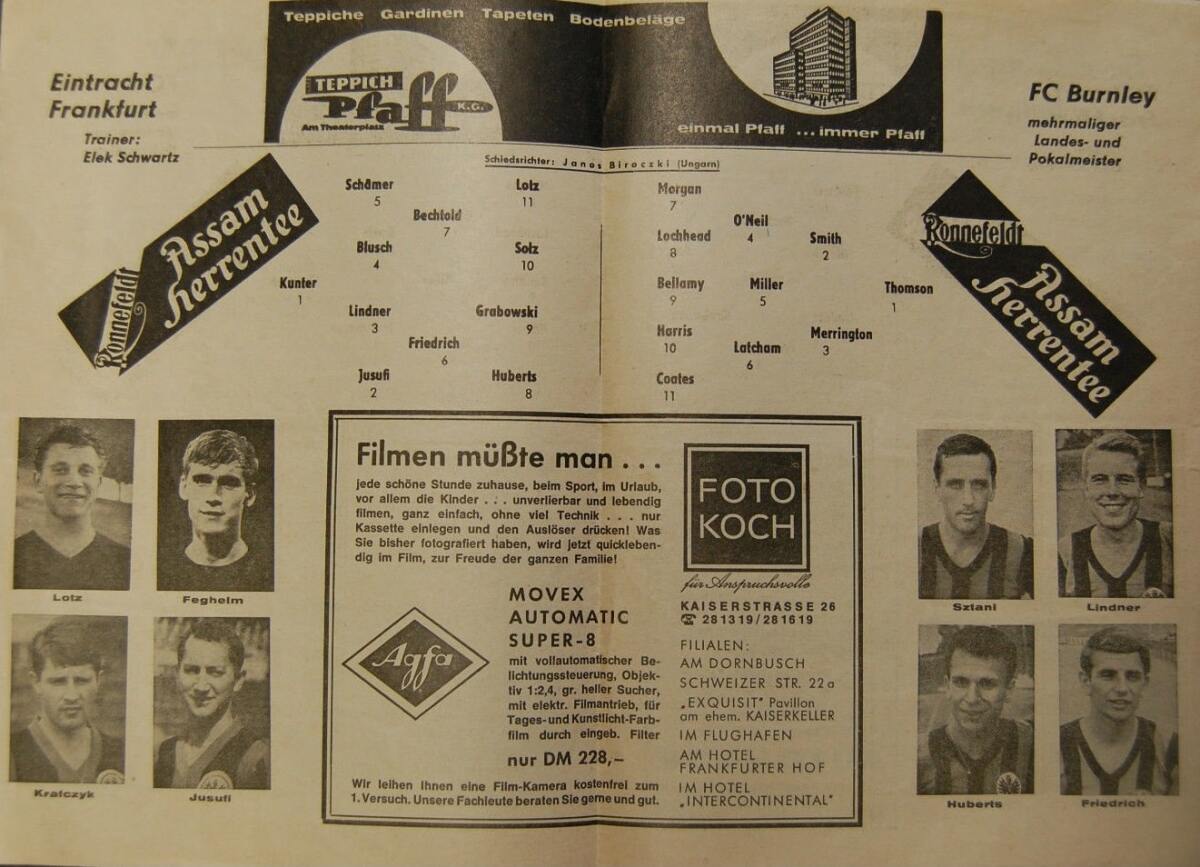 Teppiche Gardinen Tapeten Bodenbeläge
TEPPICH
Pfaff K.G.
Am Theaterplatz
einmal Pfaff ... immer Pfaff
Eintracht
Frankfurt
Trainer:
Elek Schwartz
FC Burnley
mehrmaliger
Landes- und
Pokalmeister
Schiedsrichter: Janos Biroczki (Ungarn)
Ronnefeldt
Assam
Herrentee
Schämer
5
Lotz
11
Bechtold
7
Blusch
4
Solz
10
Kunter
1
Lindner
3
Grabowski
9
Friedrich
6
Jusufi
2
Huberts
8
Morgan
7
O'Neil
4
Smith
2
Lochhead
8
Bellamy
9
Miller
5
Thomson
1
Harris
10
Merrington
3
Latcham
6
Coates
11
Ronnefeldt
Assam
Herrentee
Lotz
Feghelm
Krafczyk
Jusufi
Filmen müßte man . . .
jede schöne Stunde zuhause, beim Sport, im Urlaub,
vor allem die Kinder . . . unverlierbar und lebendig
filmen, ganz einfach, ohne viel Technik . . . nur
Kassette einlegen und den Auslöser drücken! Was
Sie bisher fotografiert haben, wird jetzt quickleben-
dig im Film, zur Freude der ganzen Familie!
Agfa
MOVEX
AUTOMATIC
SUPER-8
mit vollautomatischer Be-
lichtungssteuerung, Objek-
tiv 1:2,4, gr. heller Sucher,
mit elektr. Filmantrieb, für
Tages- und Kunstlicht-Farb-
film durch eingeb. Filter
nur DM 228,–
Wir leihen Ihnen eine Film-Kamera kostenfrei zum
1. Versuch. Unsere Fachleute beraten Sie gerne und gut.
FOTO
KOCH
für Anspruchsvolle
KAISERSTRASSE 26
☎ 281319/281619
FILIALEN:
AM DORNBUSCH
SCHWEIZER STR. 22a
„EXQUISIT" Pavillon
am ehem. KAISERKELLER
IM FLUGHAFEN
AM HOTEL
FRANKFURTER HOF
IM HOTEL
„INTERCONTINENTAL"
Sztani
Lindner
Huberts
Friedrich